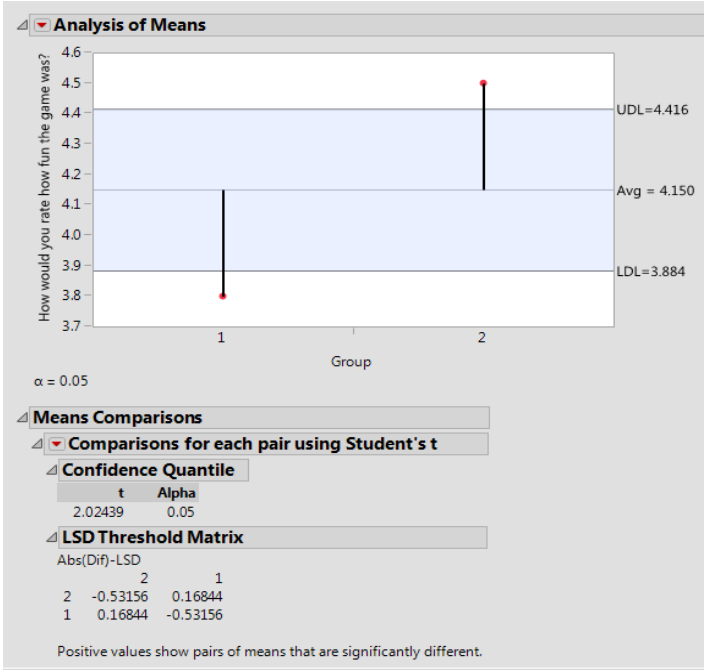 Analysis of Means
How would you rate how fun the game was?
4.6
4.5
4.4
4.3
4.2
4.1
4.0
3.9
3.8
3.7
UDL=4.416
Avg = 4.150
LDL=3.884
1 2
Group
α = 0.05
Means Comparisons
Comparisons for each pair using Student's t
Confidence Quantile
t Alpha
2.02439 0.05
LSD Threshold Matrix
Abs(Dif)-LSD
2 1
2 -0.53156 0.16844
1 0.16844 -0.53156
Positive values show pairs of means that are significantly different.